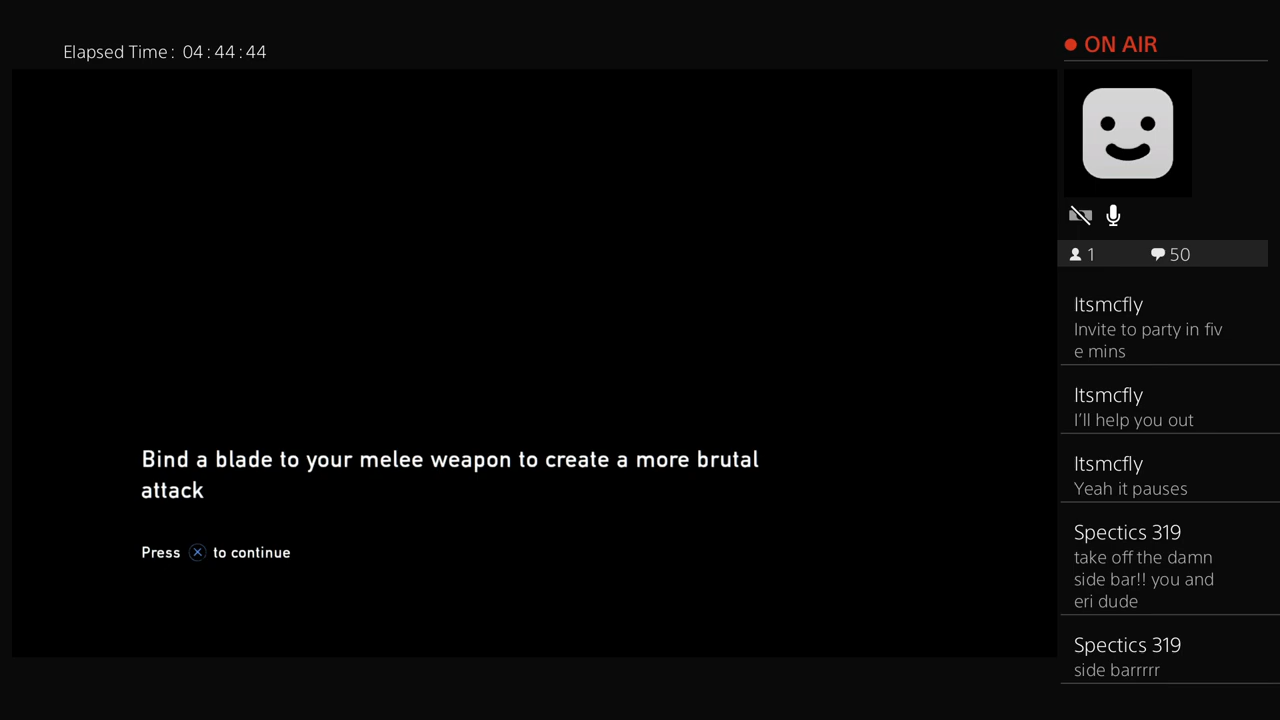 Elapsed Time: 04:44:44
ON AIR
1 50
Itsmcfly
Invite to party in fiv
e mins
Itsmcfly
I'll help you out
Itsmcfly
Yeah it pauses
Spectics 319
take off the damn
side bar!! you and
eri dude
Spectics 319
side barrrrr
Bind a blade to your melee weapon to create a more brutal
attack
Press X to continue